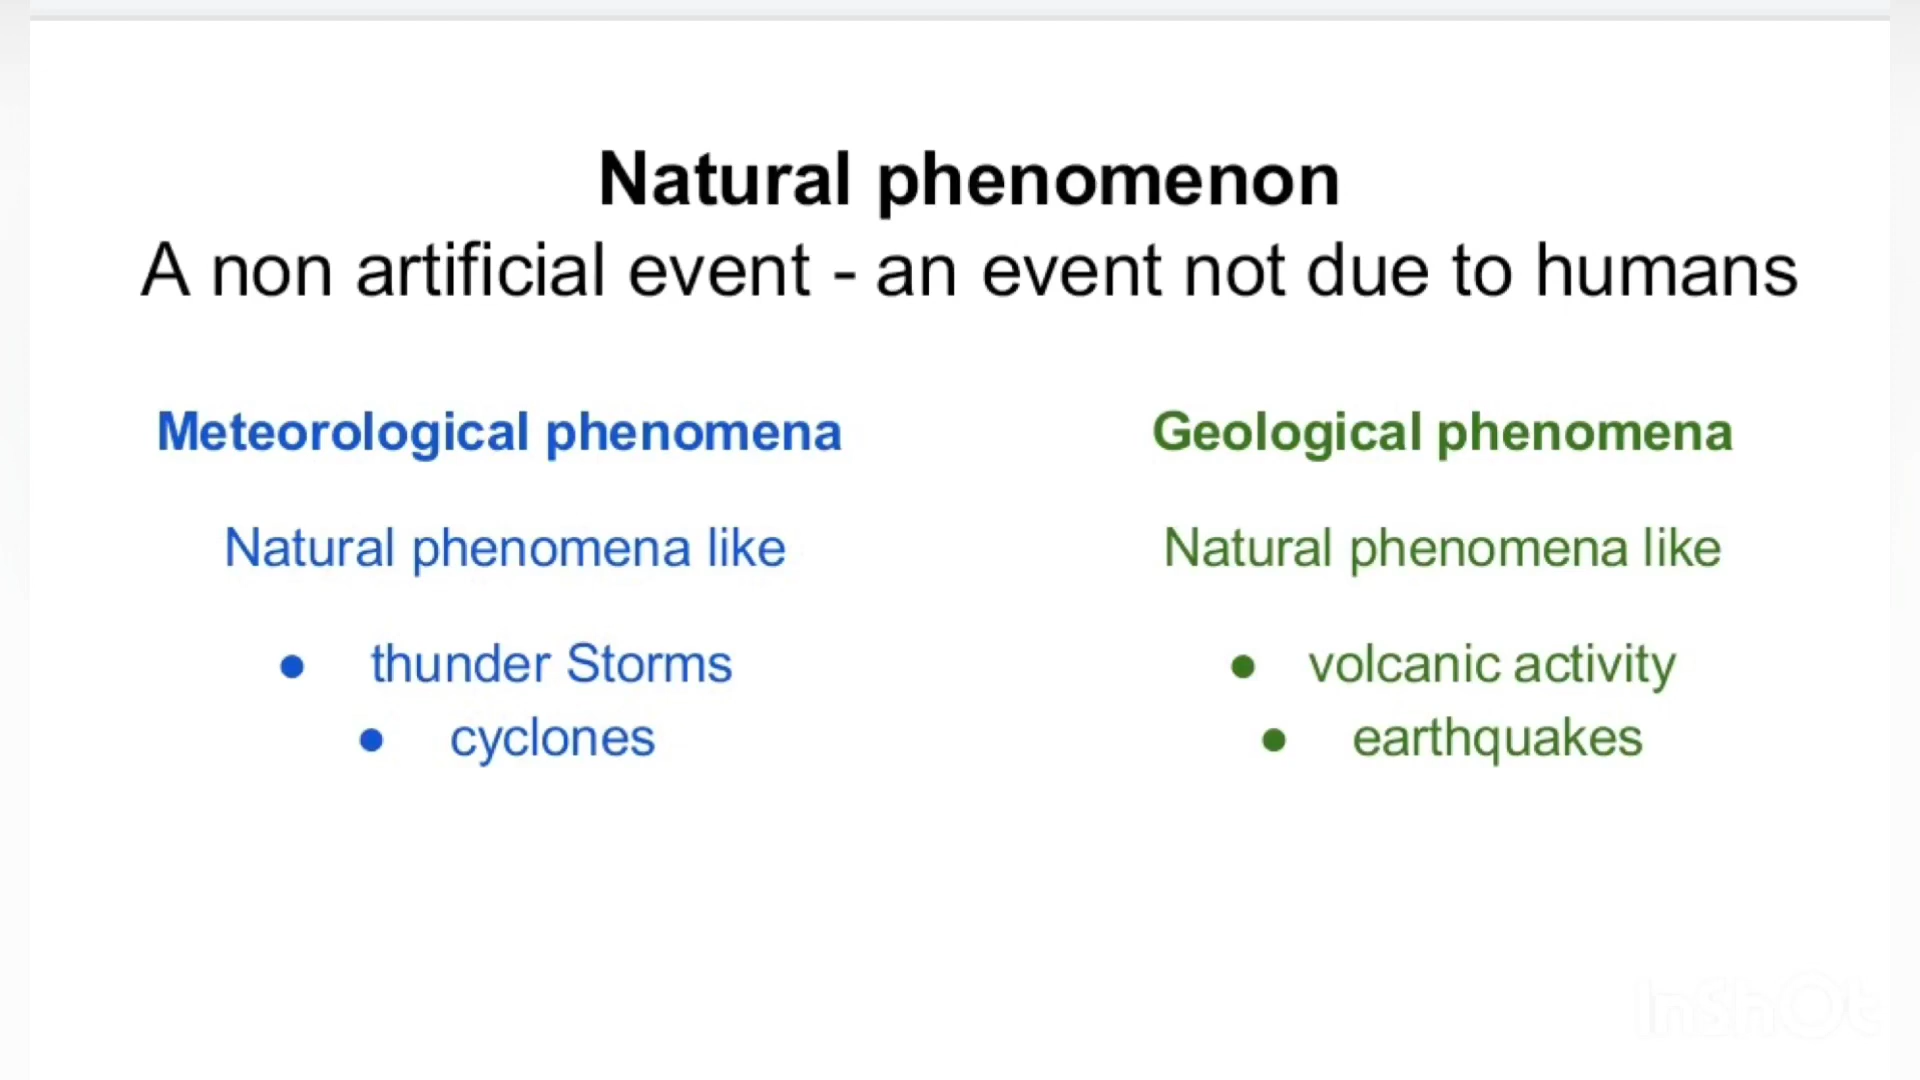 Natural phenomenon
A non artificial event - an event not due to humans
Meteorological phenomena
Natural phenomena like
● thunder Storms
● cyclones
Geological phenomena
Natural phenomena like
● volcanic activity
● earthquakes
InShOt